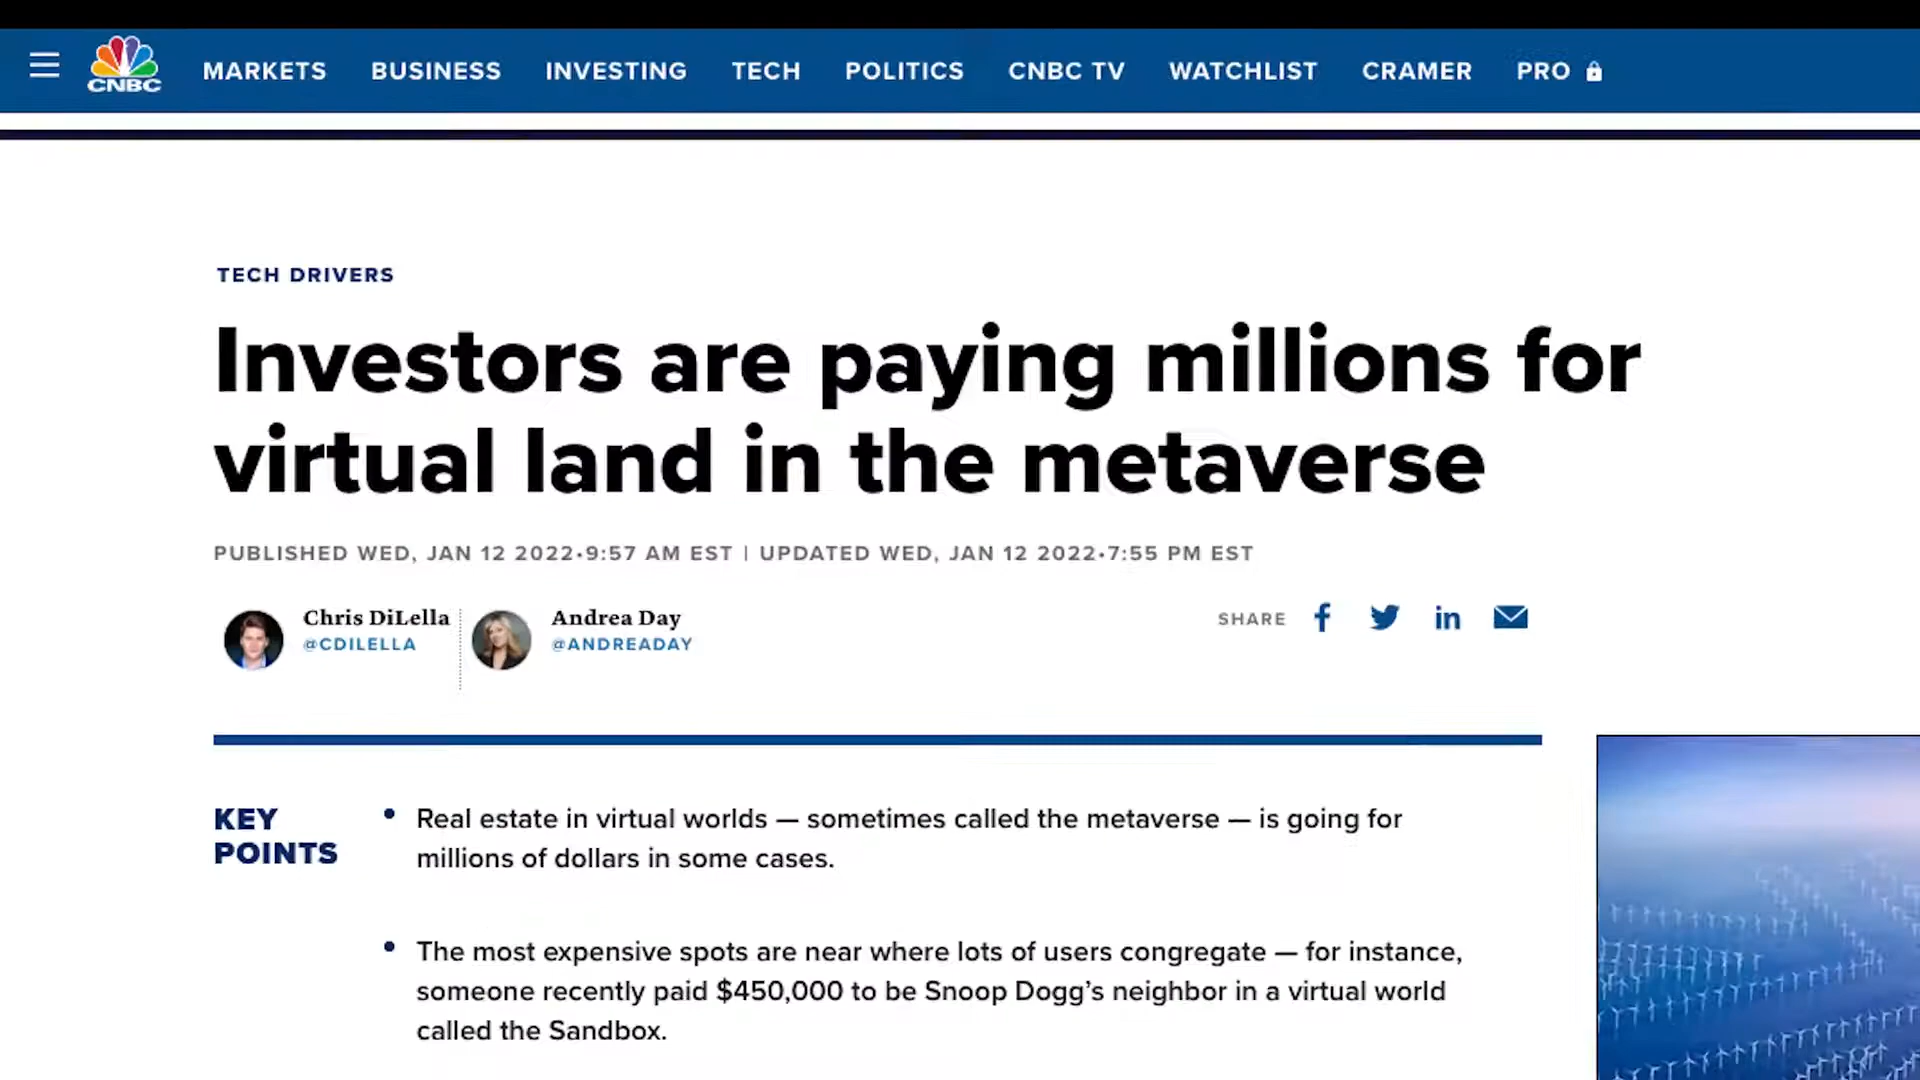 MARKETS BUSINESS INVESTING TECH POLITICS CNBC TV WATCHLIST CRAMER PRO
CNBC
TECH DRIVERS
Investors are paying millions for
virtual land in the metaverse
PUBLISHED WED, JAN 12 2022•9:57 AM EST | UPDATED WED, JAN 12 2022•7:55 PM EST
Chris DiLella
@CDILELLA
Andrea Day
@ANDREADAY
SHARE
KEY
POINTS
• Real estate in virtual worlds — sometimes called the metaverse — is going for
millions of dollars in some cases.
• The most expensive spots are near where lots of users congregate — for instance,
someone recently paid $450,000 to be Snoop Dogg’s neighbor in a virtual world
called the Sandbox.